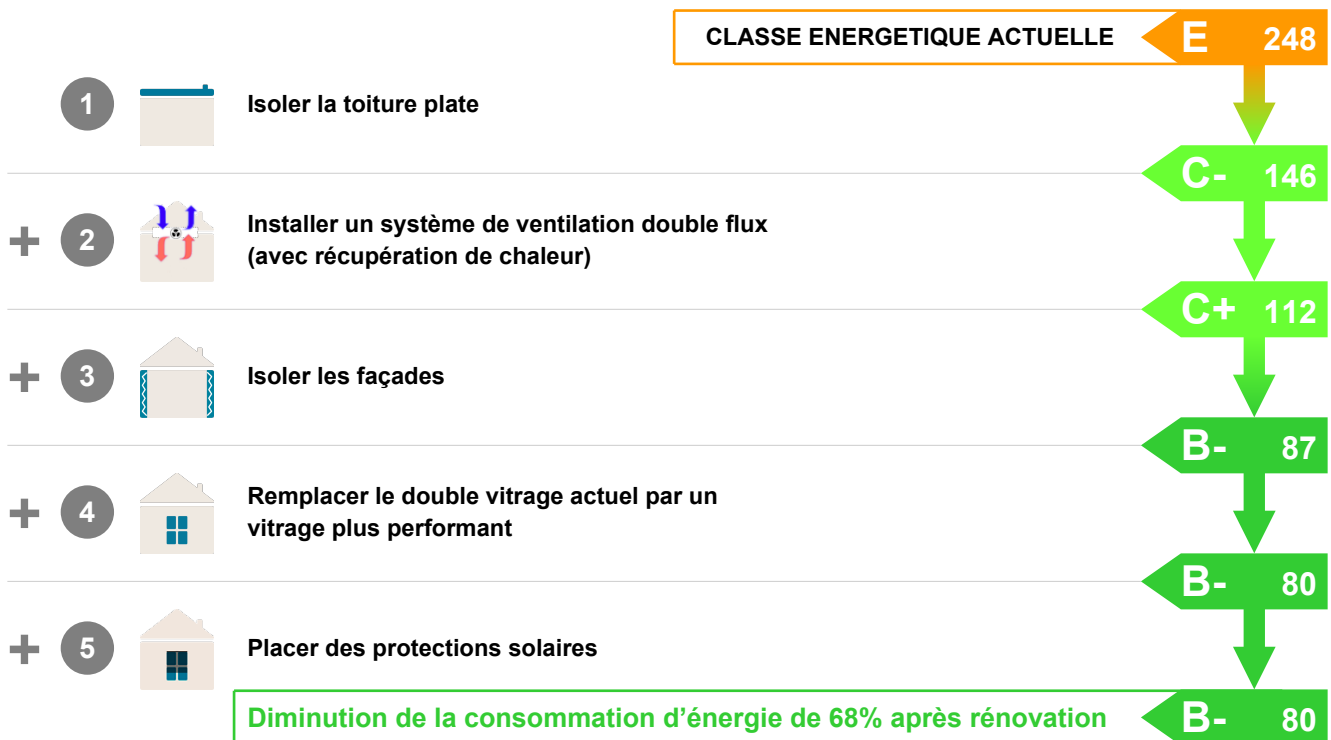 CLASSE ENERGETIQUE ACTUELLE E 248
1 Isoler la toiture plate
C- 146
+ 2 Installer un système de ventilation double flux
(avec récupération de chaleur)
C+ 112
+ 3 Isoler les façades
B- 87
+ 4 Remplacer le double vitrage actuel par un
vitrage plus performant
B- 80
+ 5 Placer des protections solaires
Diminution de la consommation d’énergie de 68% après rénovation B- 80